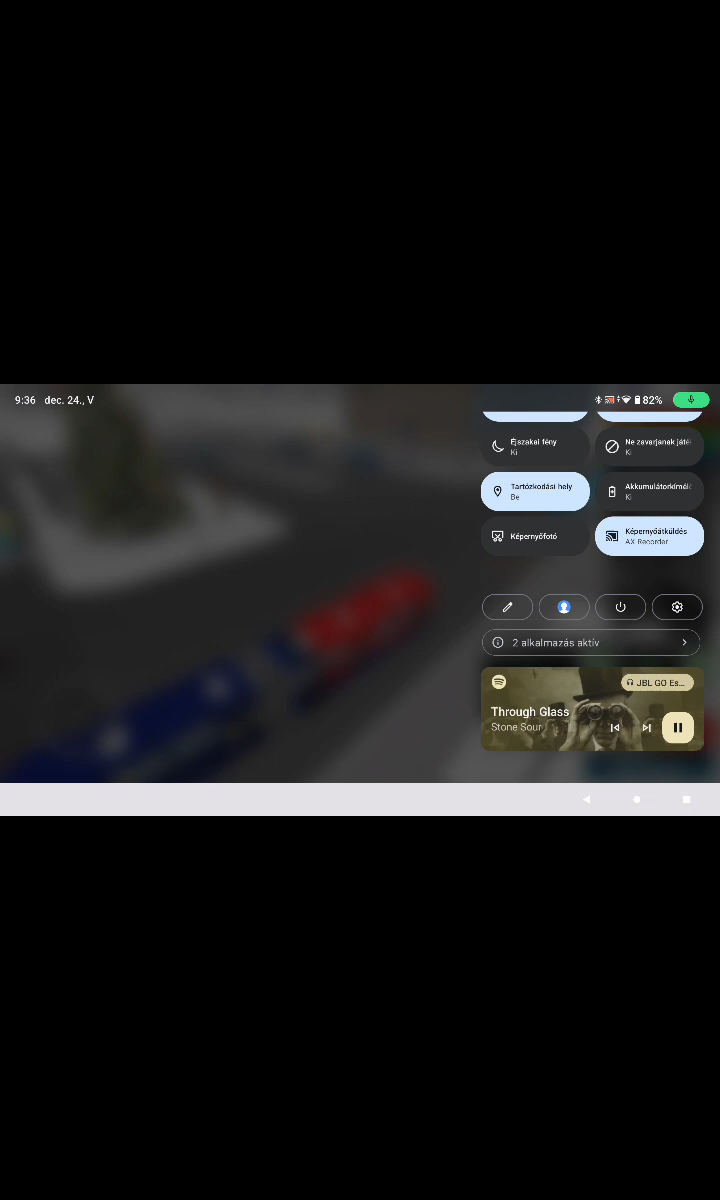 9:36 dec. 24., V
82%
Éjszakai fény
Ki
Ne zavarjanak játé
Ki
Tartózkodási hely
Be
Akkumulátorkímél
Ki
Képernyőfotó
Képernyőátküldés
AX Recorder
2 alkalmazás aktív
JBL GO Es...
Through Glass
Stone Sour